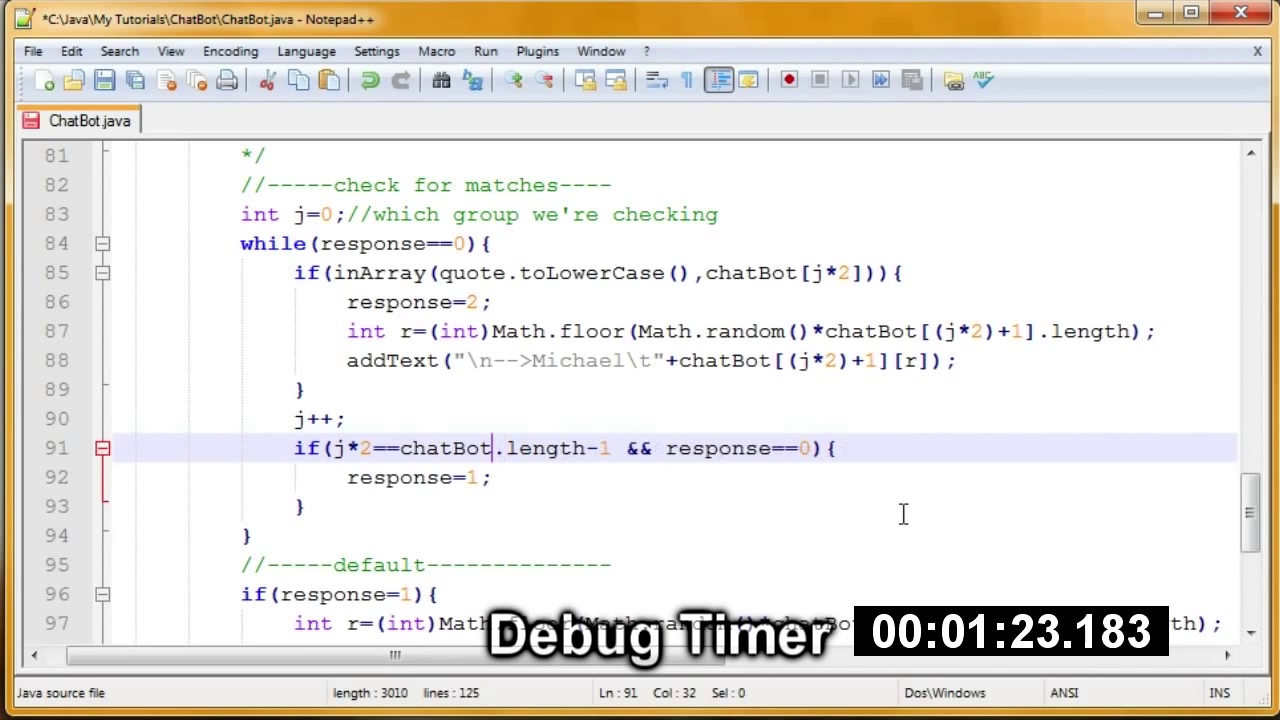 *C:\Java\My Tutorials\ChatBot\ChatBot.java - Notepad++
File Edit Search View Encoding Language Settings Macro Run Plugins Window ? X
ChatBot.java
81 */
82 //-----check for matches----
83 int j=0;//which group we're checking
84 while(response==0){
85 if(inArray(quote.toLowerCase(),chatBot[j*2])){
86 response=2;
87 int r=(int)Math.floor(Math.random()*chatBot[(j*2)+1].length);
88 addText("\n-->Michael\t"+chatBot[(j*2)+1][r]);
89 }
90 j++;
91 if(j*2==chatBot.length-1 && response==0){
92 response=1;
93 }
94 }
95 //-----default--------------
96 if(response=1){
97 int r=(int)Math.floor(Math.random()*chatBo th);
Debug Timer 00:01:23.183
Java source file length : 3010 lines : 125 Ln : 91 Col : 32 Sel : 0 Dos\Windows ANSI INS